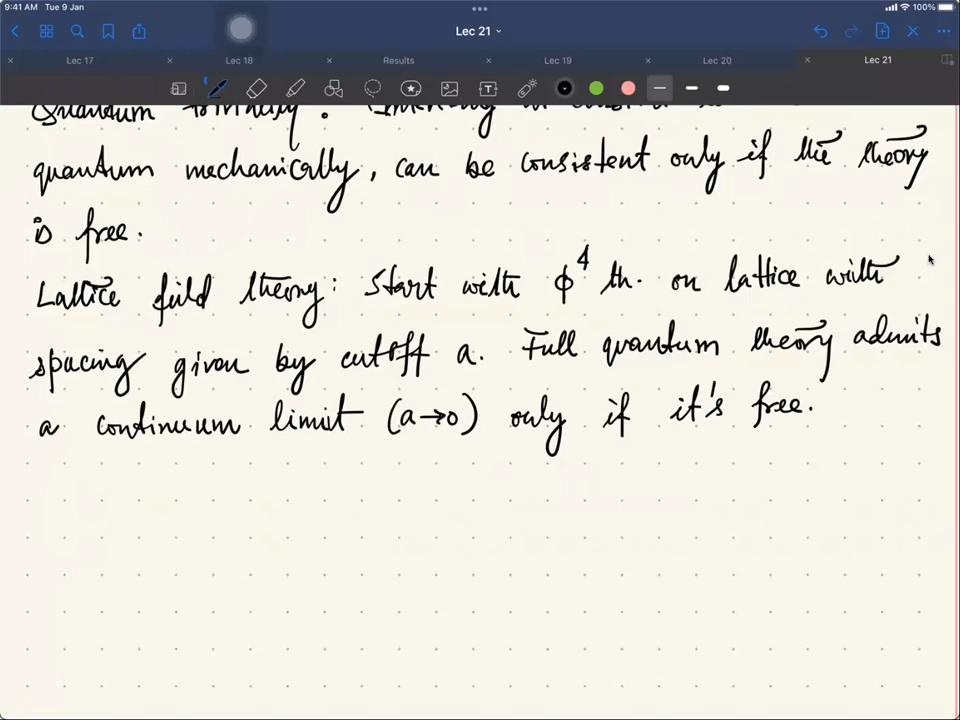 9:41 AM Tue 9 Jan 100%
Lec 21
Lec 17 Lec 18 Results Lec 19 Lec 20 Lec 21
Quantum triviality :
quantum mechanically, can be consistent only if the theory
is free.
Lattice field theory: Start with ϕ⁴ th. on lattice with
spacing given by cutoff a. Full quantum theory admits
a continuum limit (a→0) only if it's free.